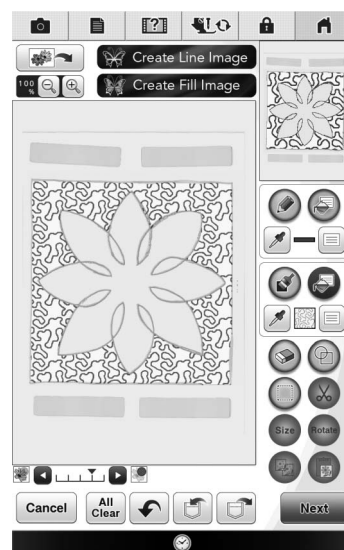 ?
Create Line Image
100
%
Create Fill Image
Size
Rotate
Cancel
All
Clear
Next